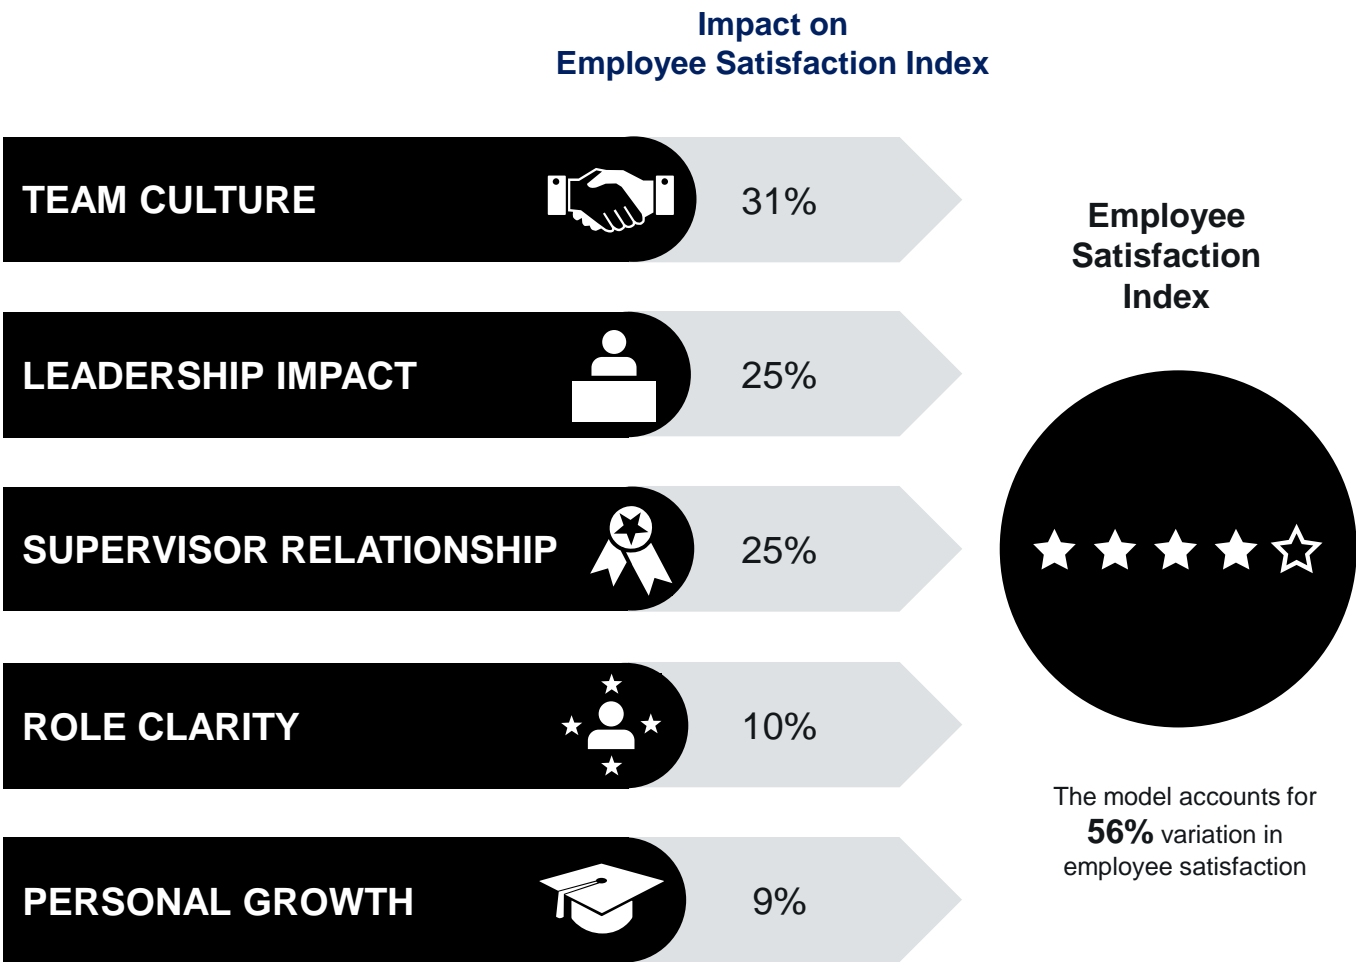 Impact on
Employee Satisfaction Index
TEAM CULTURE
31%
LEADERSHIP IMPACT
25%
SUPERVISOR RELATIONSHIP
25%
ROLE CLARITY
10%
PERSONAL GROWTH
9%
Employee
Satisfaction
Index
The model accounts for
56% variation in
employee satisfaction